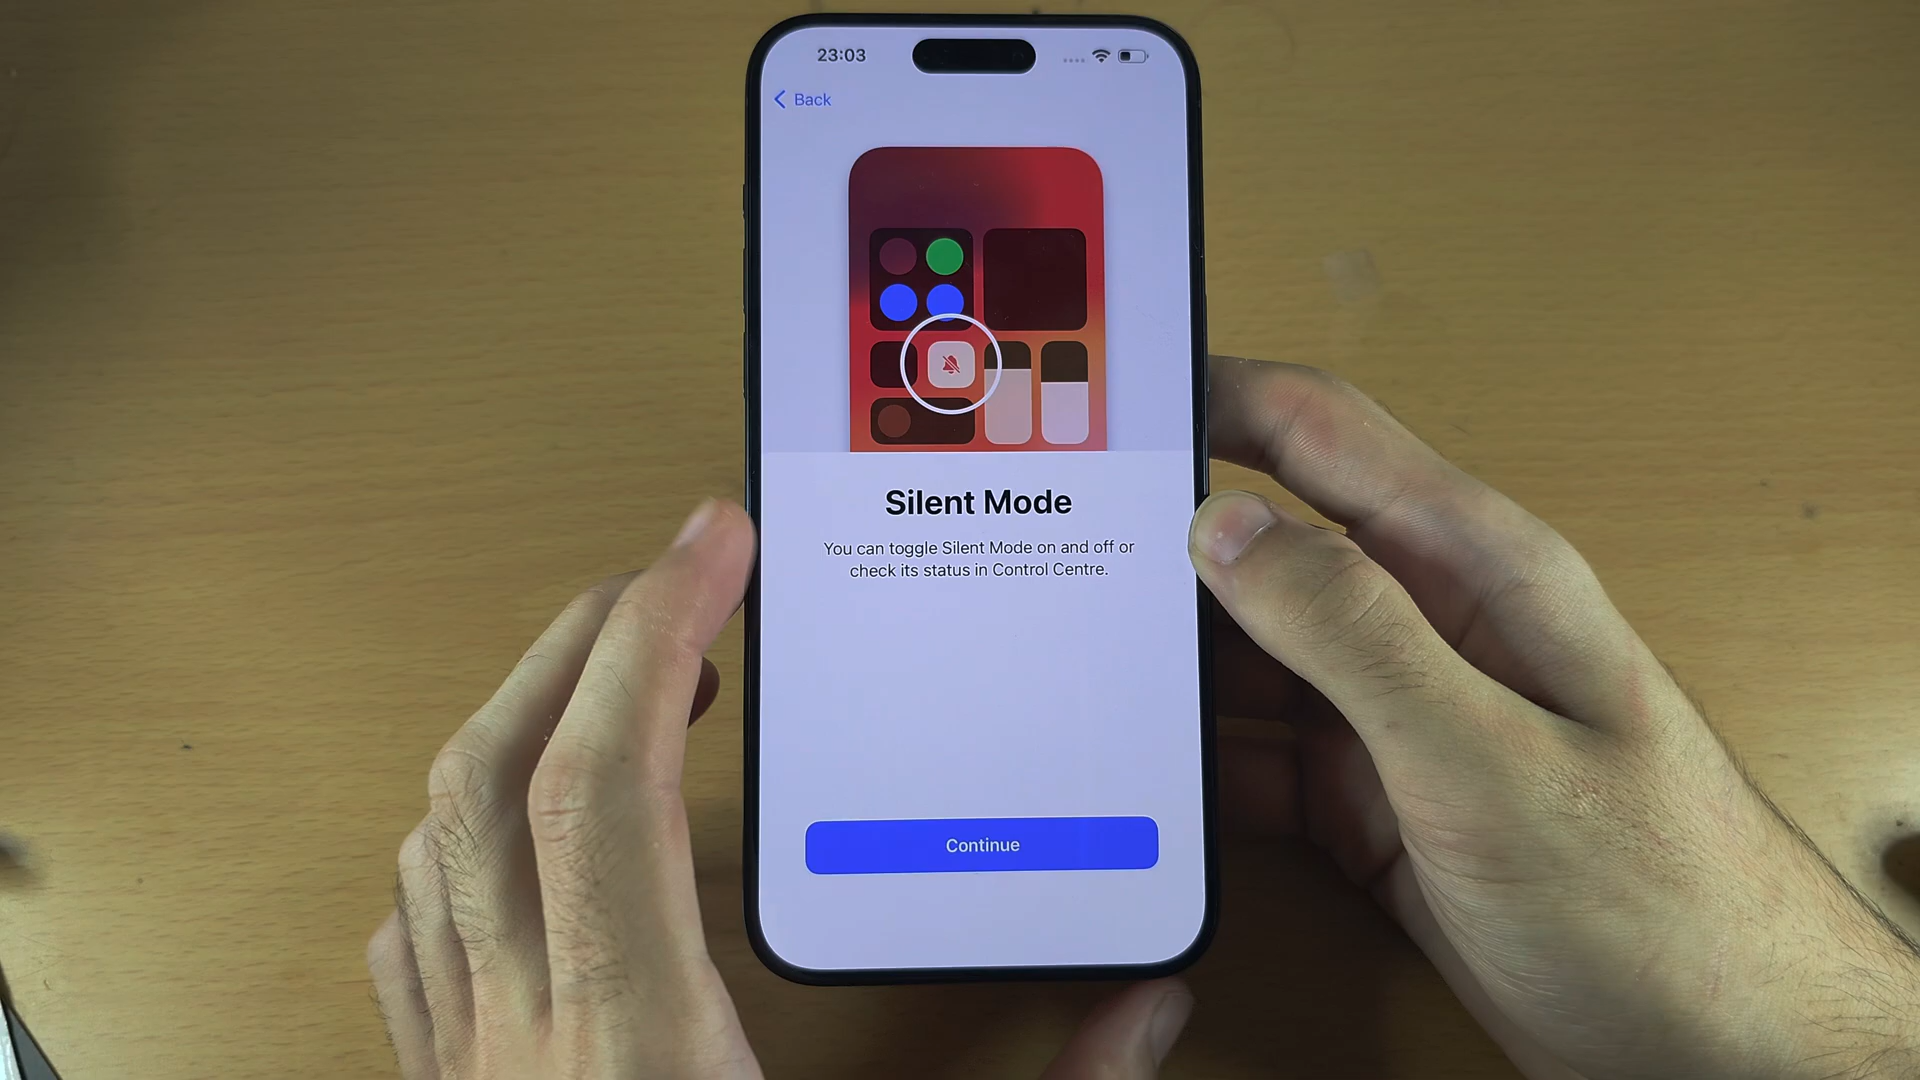 23:03
Back
Silent Mode
You can toggle Silent Mode on and off or
check its status in Control Centre.
Continue